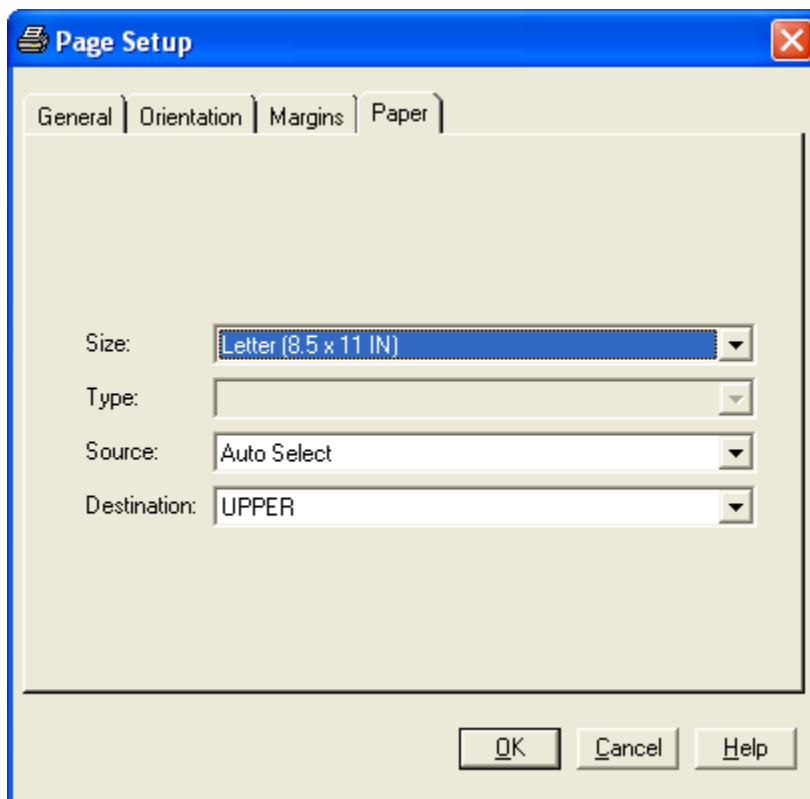 Page Setup
General Orientation Margins Paper
Size: Letter (8.5 x 11 IN)
Type:
Source: Auto Select
Destination: UPPER
OK Cancel Help